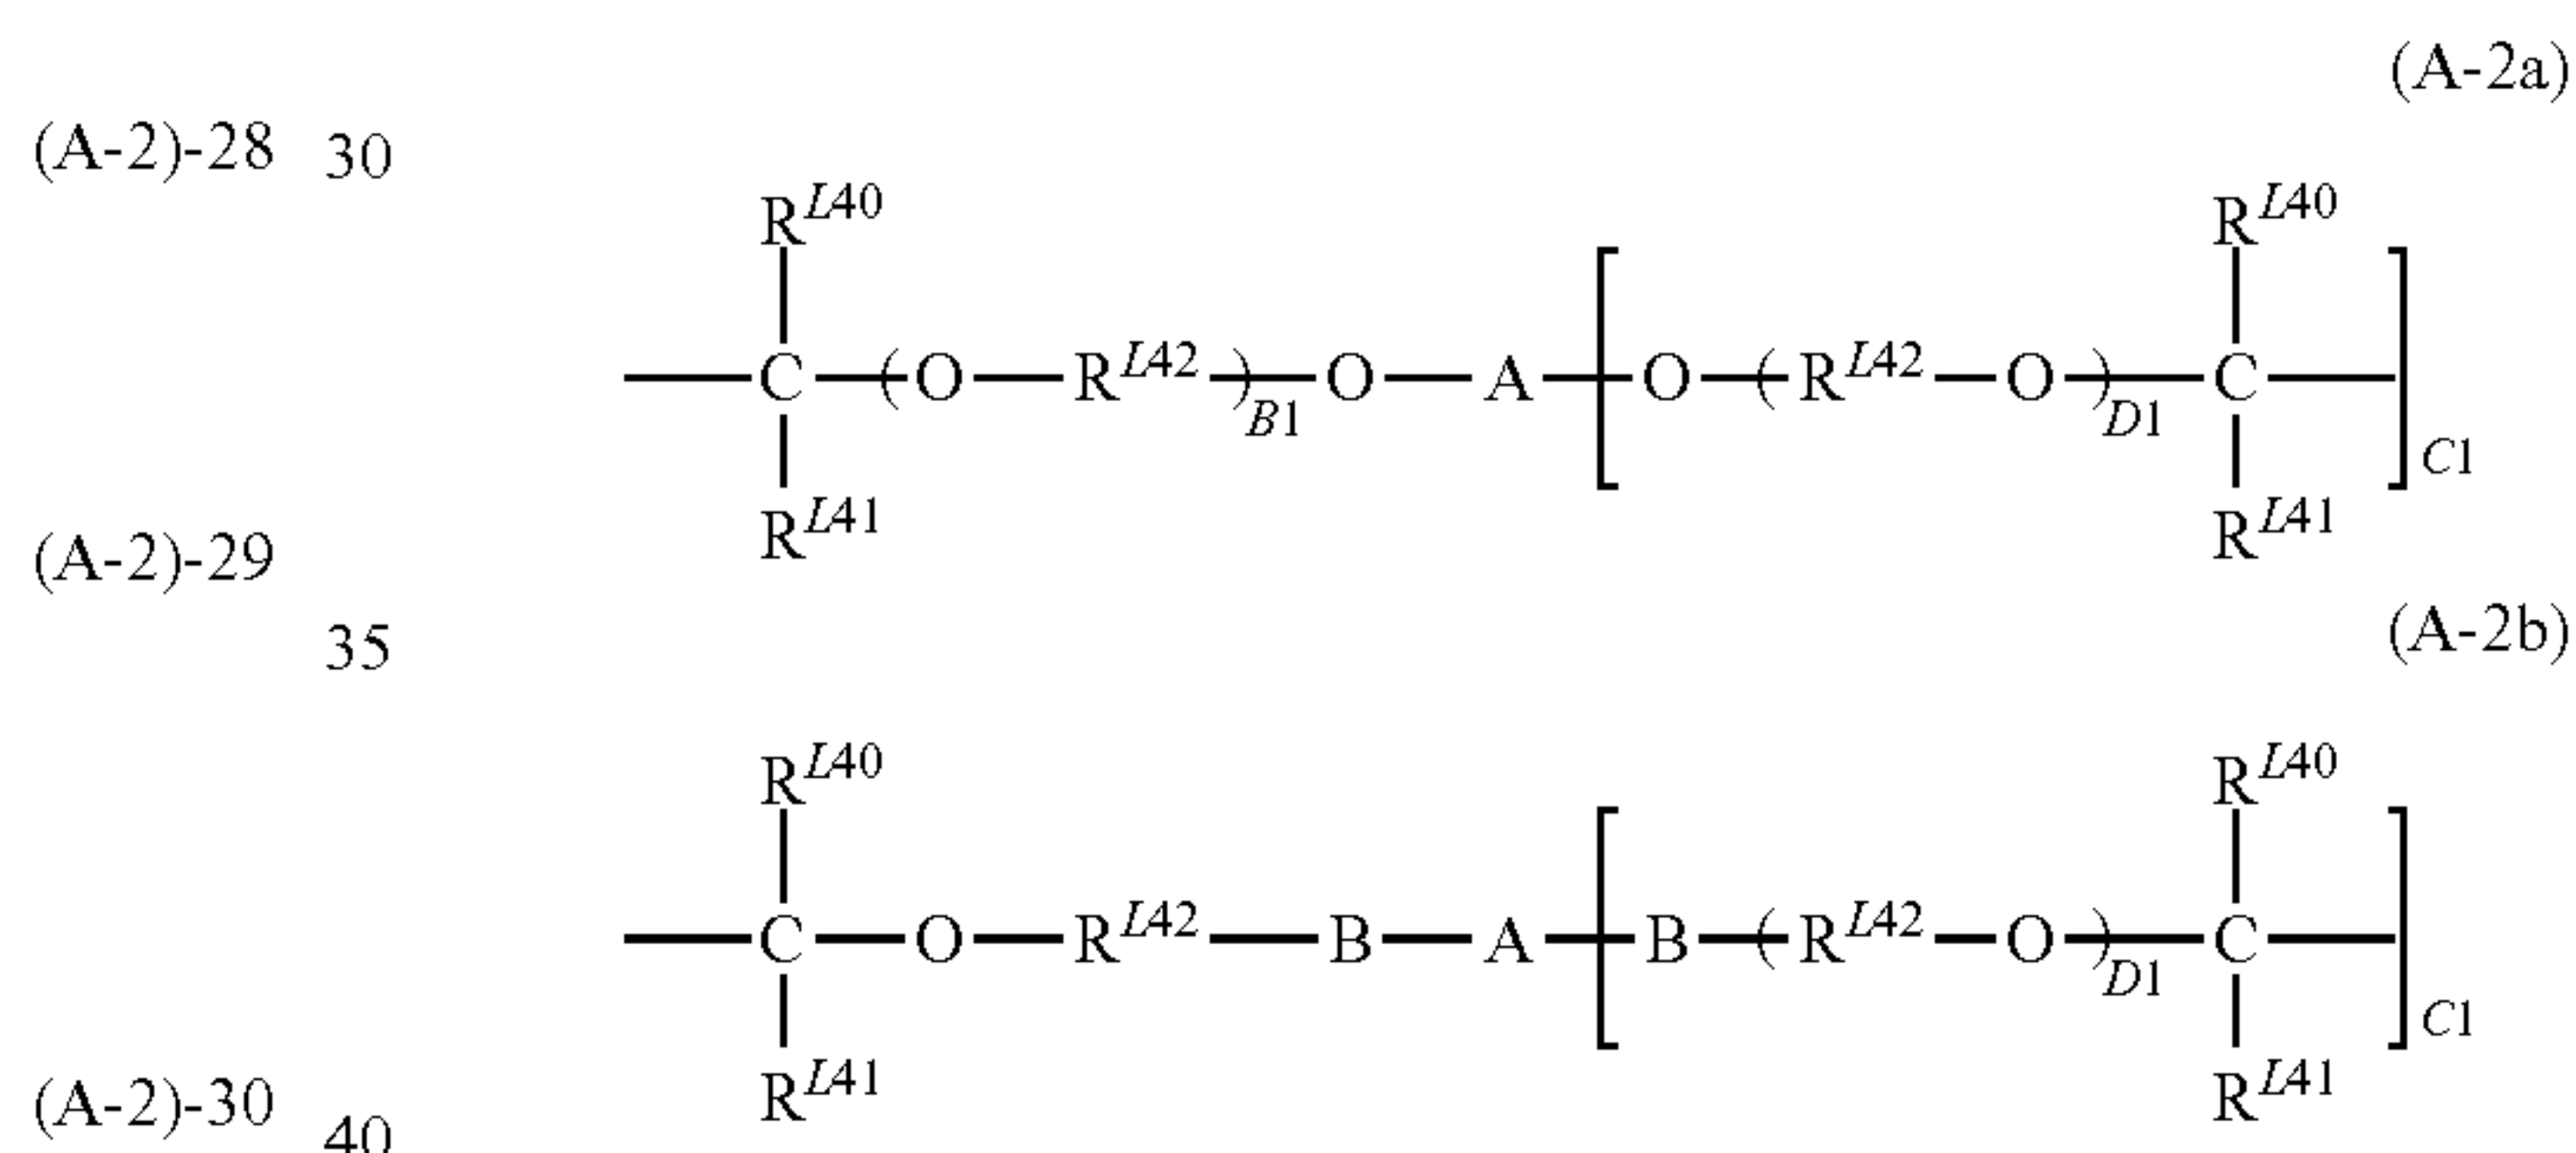 (A-2a)
(A-2)-28 30
R^L40 R^L40
C (O R^L42 )B1 O A [O (R^L42 O )D1 C ]C1
R^L41 R^L41
(A-2)-29
35
(A-2b)
R^L40 R^L40
C O R^L42 B A [B (R^L42 O )D1 C ]C1
R^L41 R^L41
(A-2)-30
40